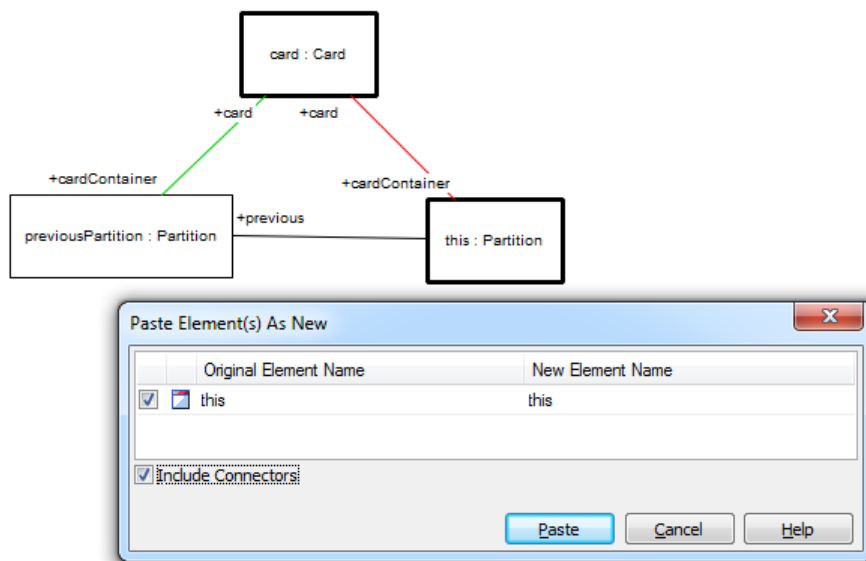 card : Card
+card
+card
+cardContainer
+cardContainer
+previous
previousPartition : Partition
this : Partition
Paste Element(s) As New
Original Element Name
New Element Name
this
this
Include Connectors
Paste
Cancel
Help